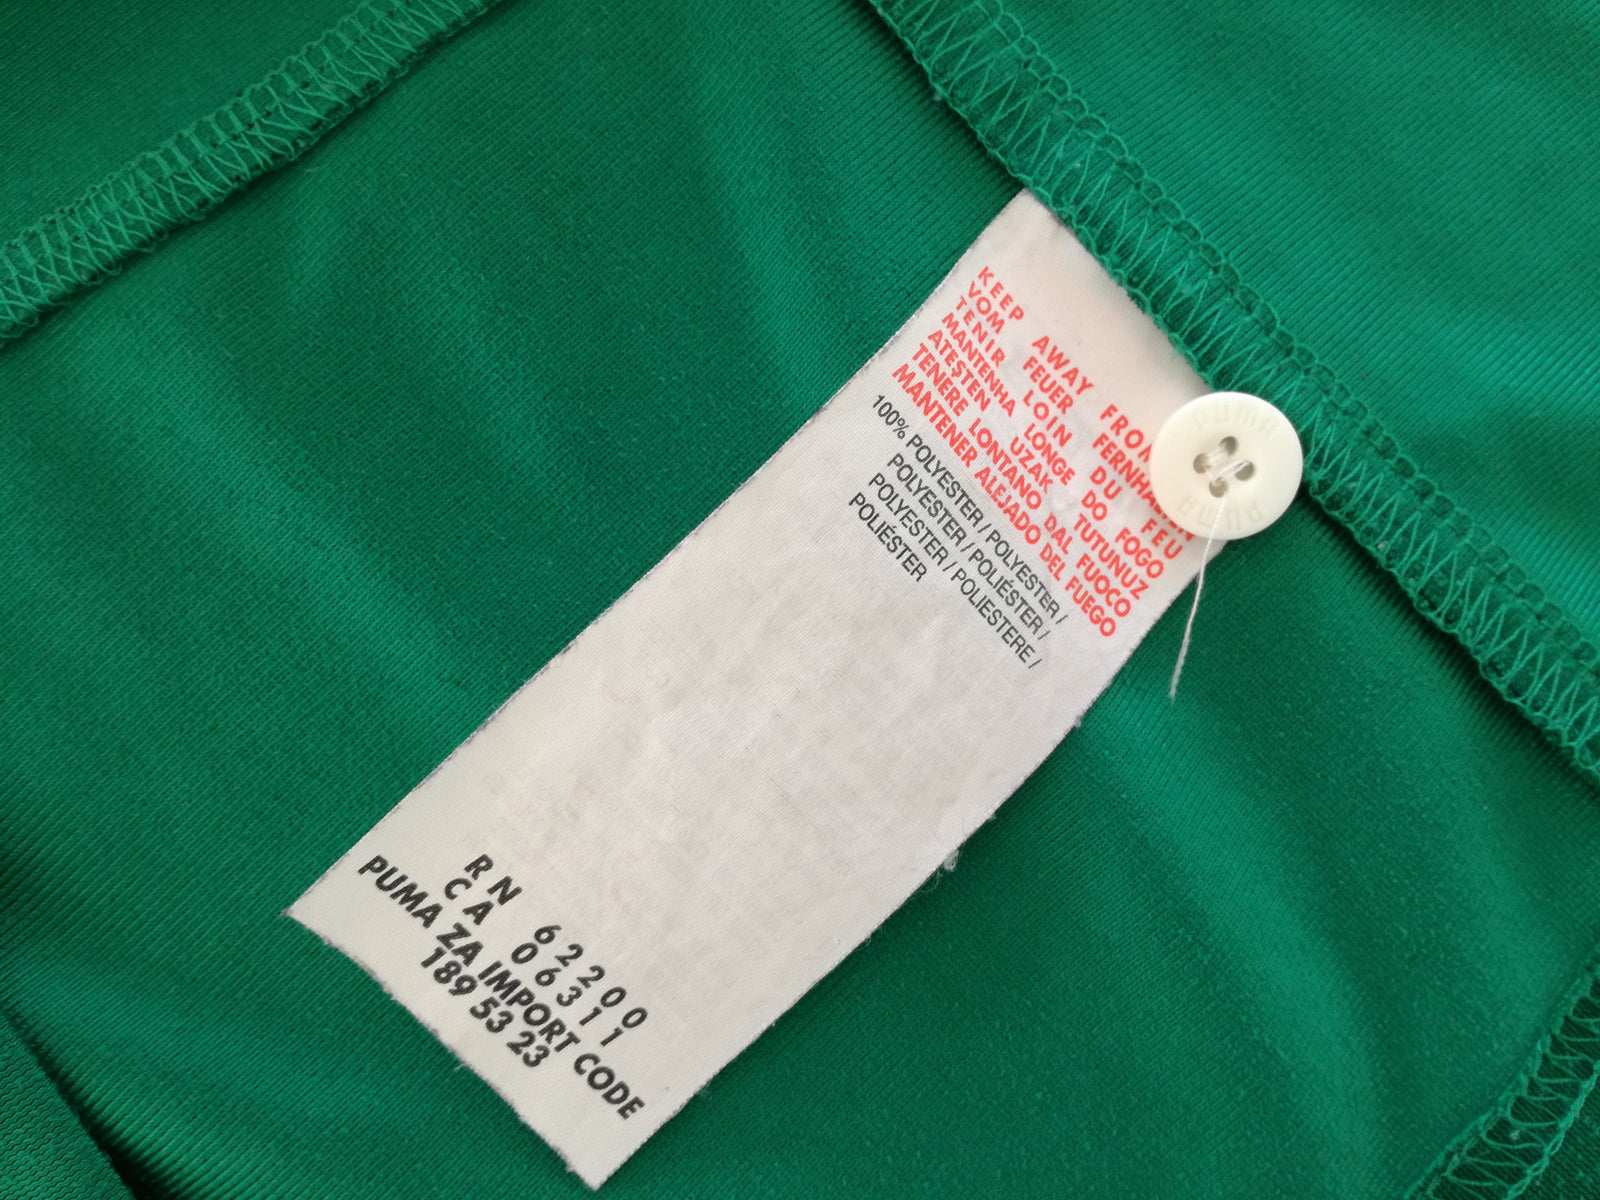 KEEP AWAY FROM
VOM FEUER FERNHALTEN
TENIR LOIN DU FEU
MANTENHA LONGE DO FOGO
ATEŞTEN UZAK TUTUNUZ
TENERE LONTANO DAL FUOCO
MANTENER ALEJADO DEL FUEGO
100% POLYESTER / POLYESTER /
POLYESTER / POLIÉSTER /
POLYESTER / POLIESTERE /
POLIÉSTER
RN 62200
CA 06311
PUMA ZA IMPORT CODE
189 53 23
PUMA
PUMA